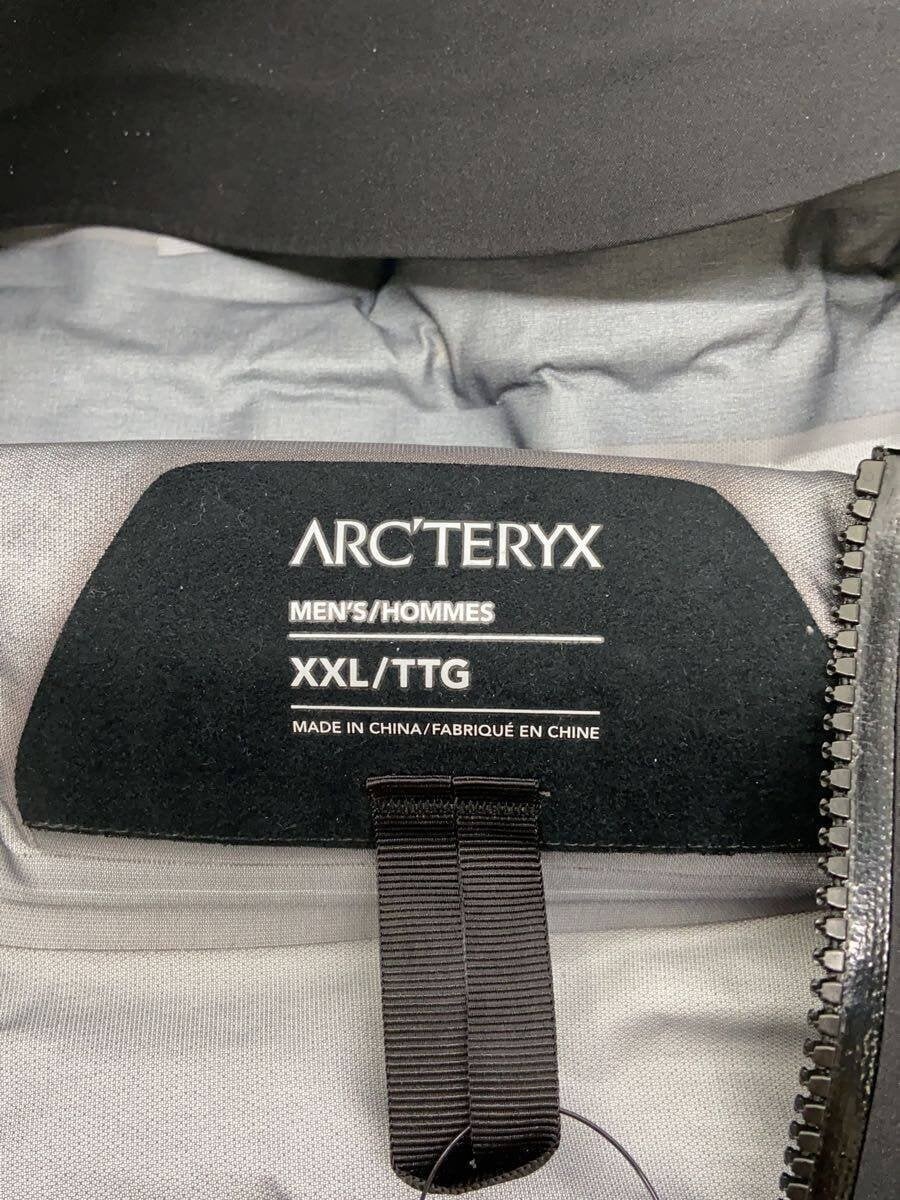 ARC'TERYX
MEN'S/HOMMES
XXL/TTG
MADE IN CHINA/FABRIQUÉ EN CHINE